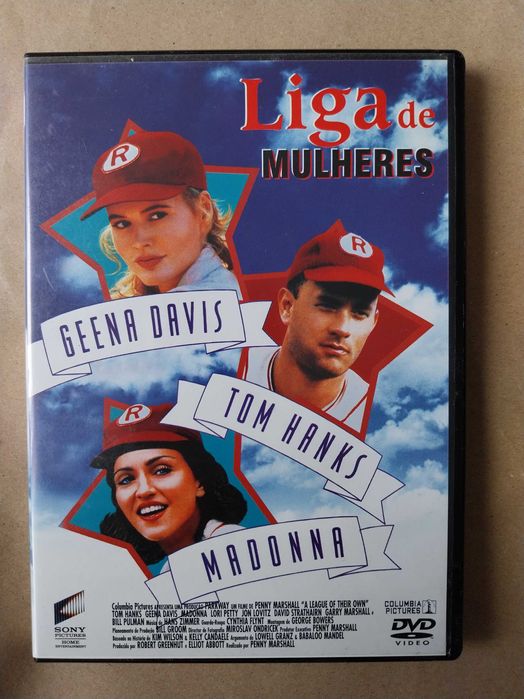 Liga de
MULHERES
R
GEENA DAVIS
R
TOM HANKS
R
MADONNA
Columbia Pictures APRESENTA UMA PRODUÇÃO PARKWAY UM FILME DE PENNY MARSHALL "A LEAGUE OF THEIR OWN"
TOM HANKS GEENA DAVIS MADONNA LORI PETTY JON LOVITZ DAVID STRATHAIRN GARRY MARSHALL e
BILL PULMAN Música de HANS ZIMMER Guarda-Roupa CYNTHIA FLYNT Montagem de GEORGE BOWERS
Planeamento de Produção BILL GROOM Director de Fotografia MIROSLAV ONDRICEK Produtor Executivo PENNY MARSHALL
Baseado na História de KIM WILSON & KELLY CANDAELE Argumento de LOWELL GRANZ & BABALOO MANDEL
Produzido por ROBERT GREENHUT e ELLIOT ABBOTT Realizado por PENNY MARSHALL
SONY
PICTURES
HOME
ENTERTAINMENT
COLUMBIA
PICTURES
DVD
VIDEO